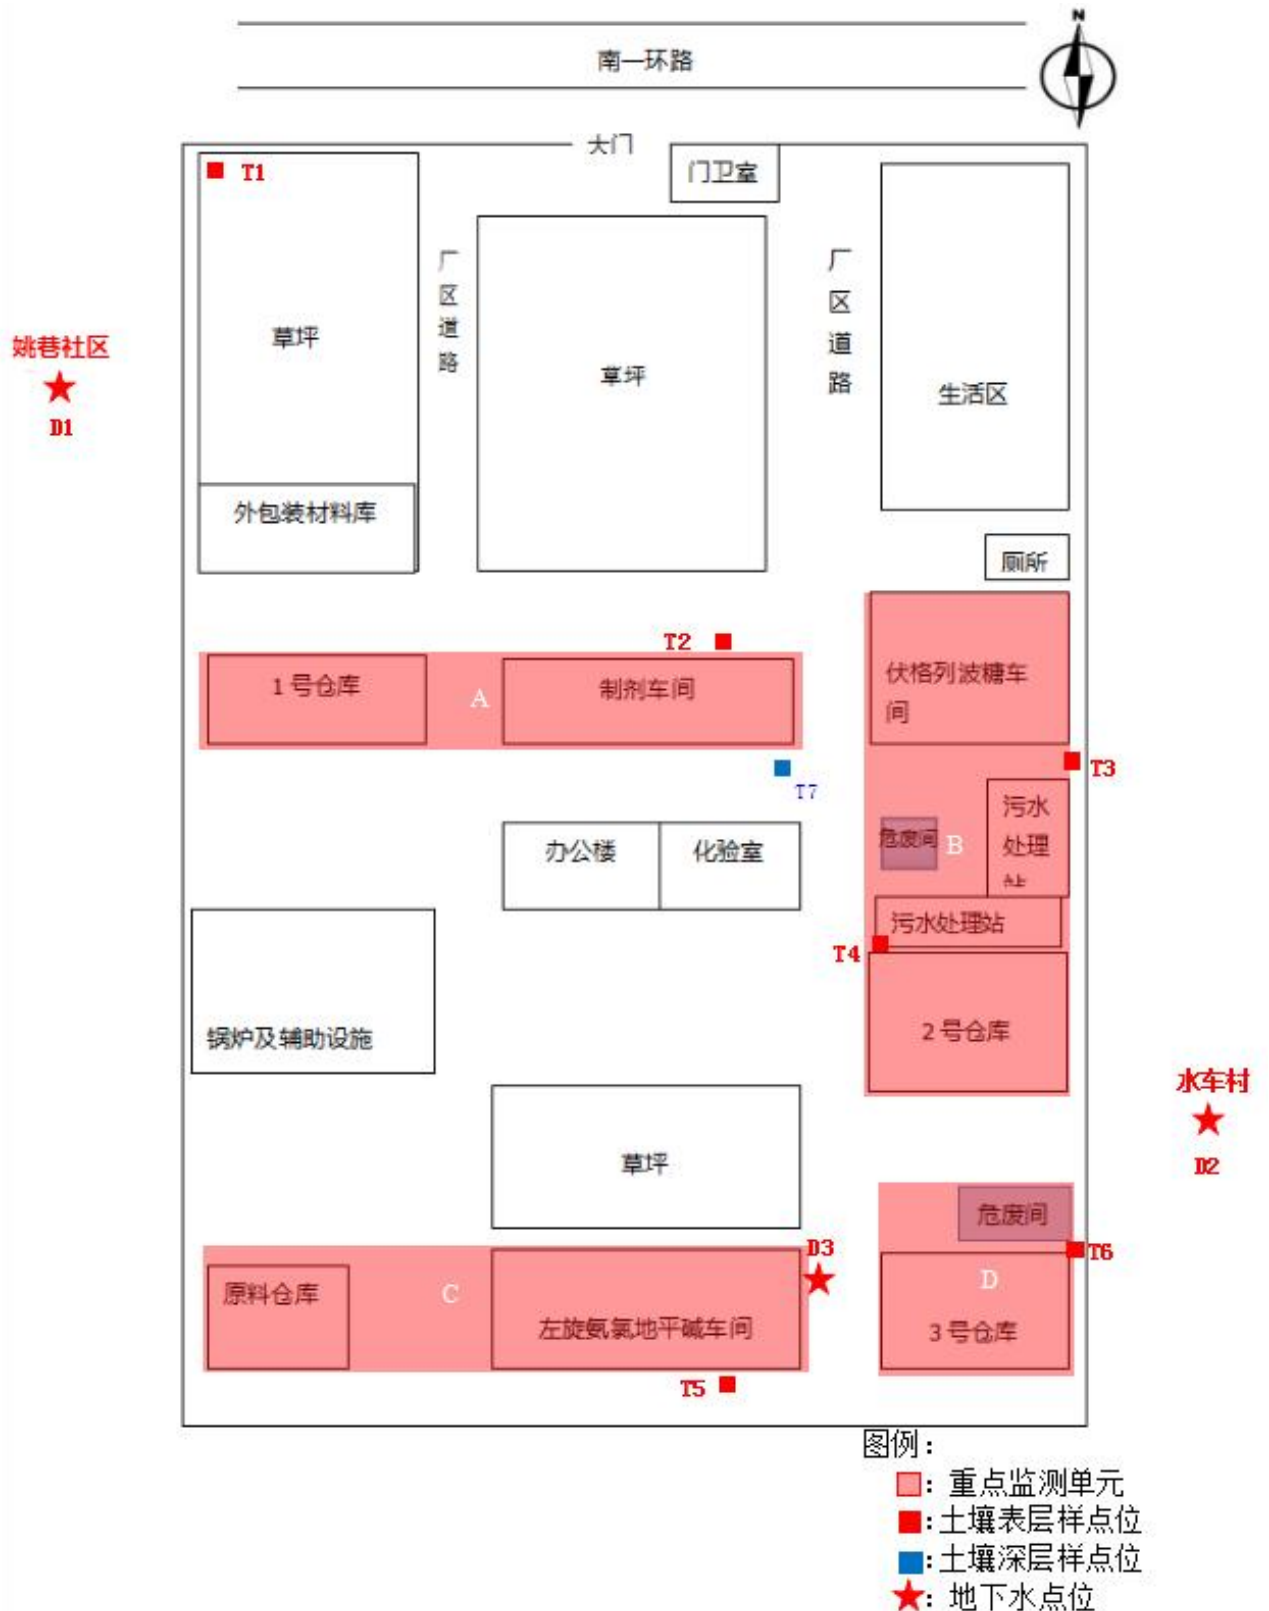 N
南一环路
大门
门卫室
T1
厂区道路
厂区道路
草坪
草坪
生活区
姚巷社区
D1
外包装材料库
厕所
T2
1号仓库
A
制剂车间
伏格列波糖车
间
T3
T7
污水
处理
站
危废间
B
办公楼
化验室
污水处理站
T4
锅炉及辅助设施
2号仓库
水车村
D2
草坪
危废间
D3
T6
原料仓库
C
左旋氨氯地平碱车间
D
3号仓库
T5
图例：
：重点监测单元
：土壤表层样点位
：土壤深层样点位
：地下水点位